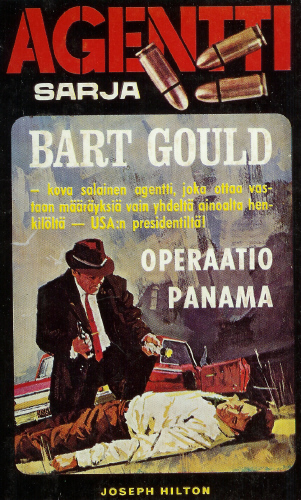 AGENTTI
SARJA
BART GOULD
– kova salainen agentti, joka ottaa vas-
taan määräyksiä vain yhdeltä ainoalta hen-
kilöltä — USA:n presidentiltä!
OPERAATIO
PANAMA
JOSEPH HILTON